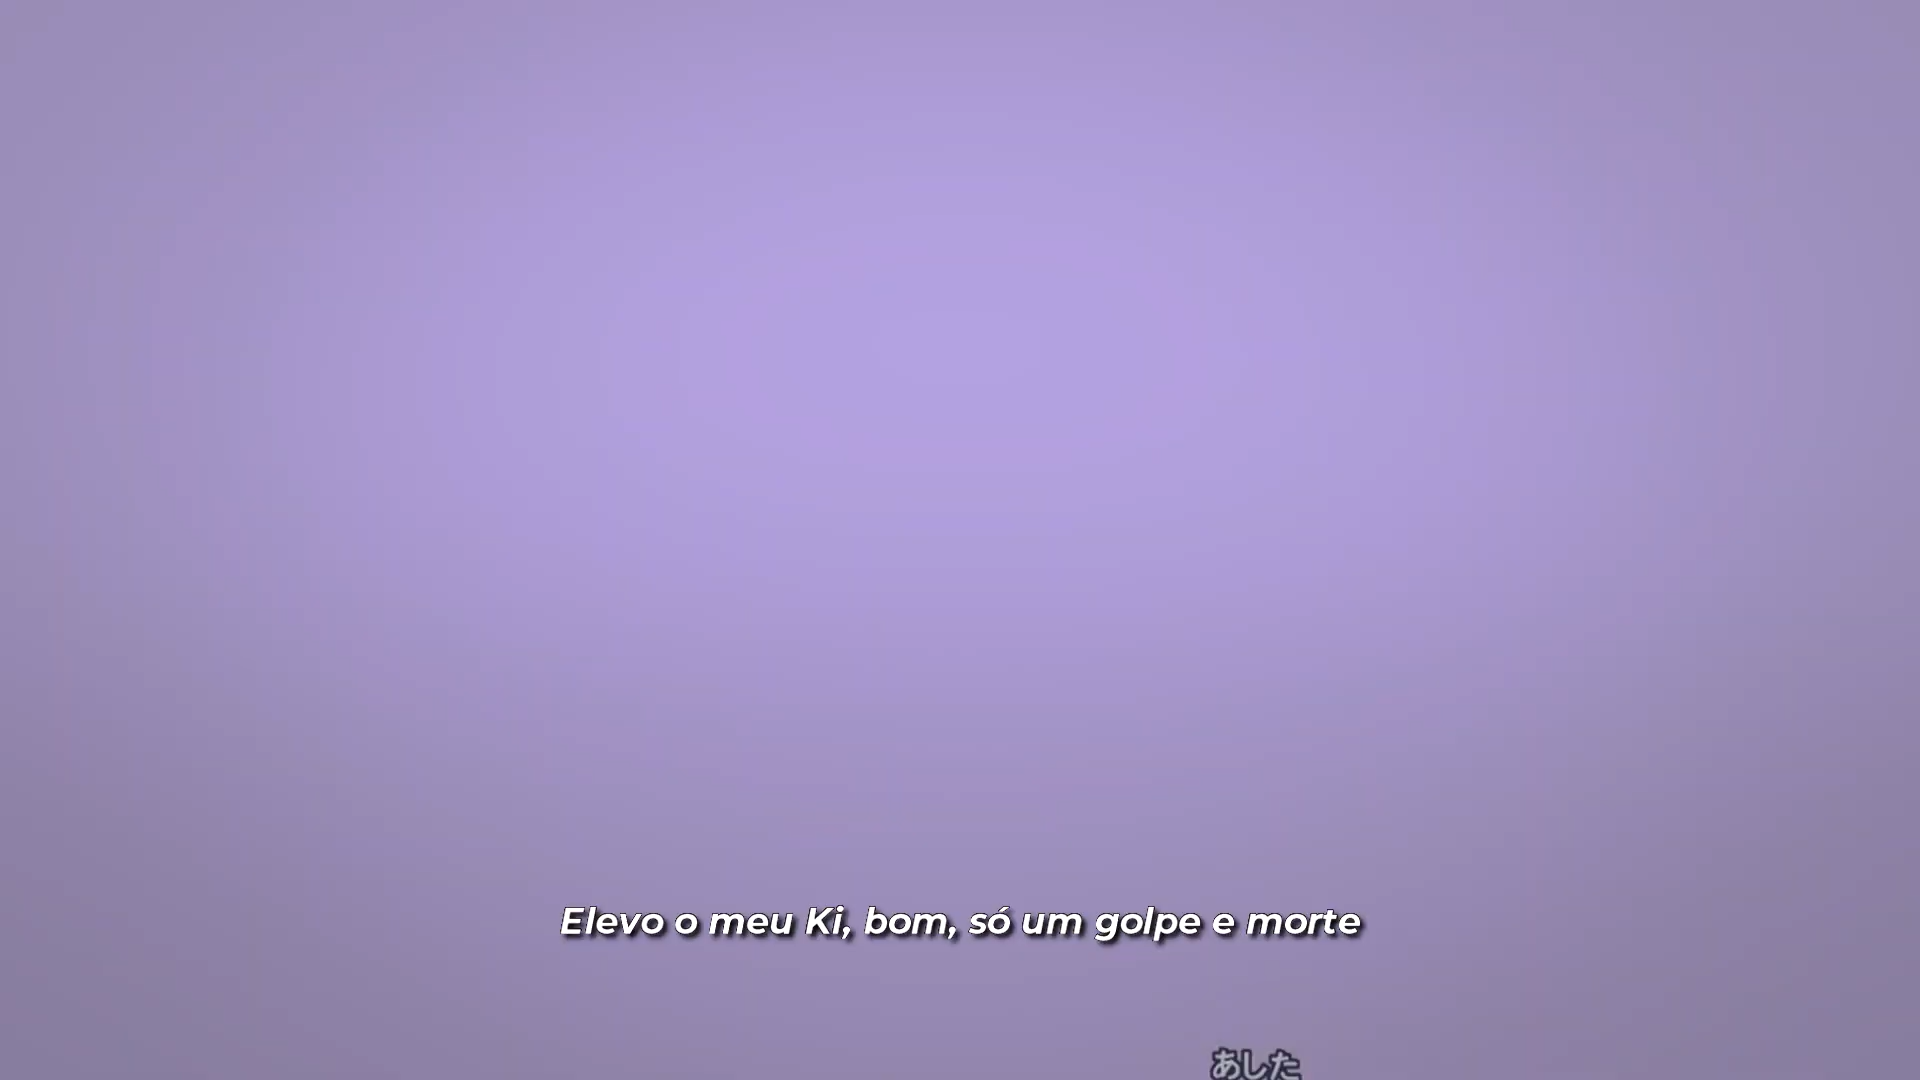 Elevo o meu Ki, bom, só um golpe e morte
あした